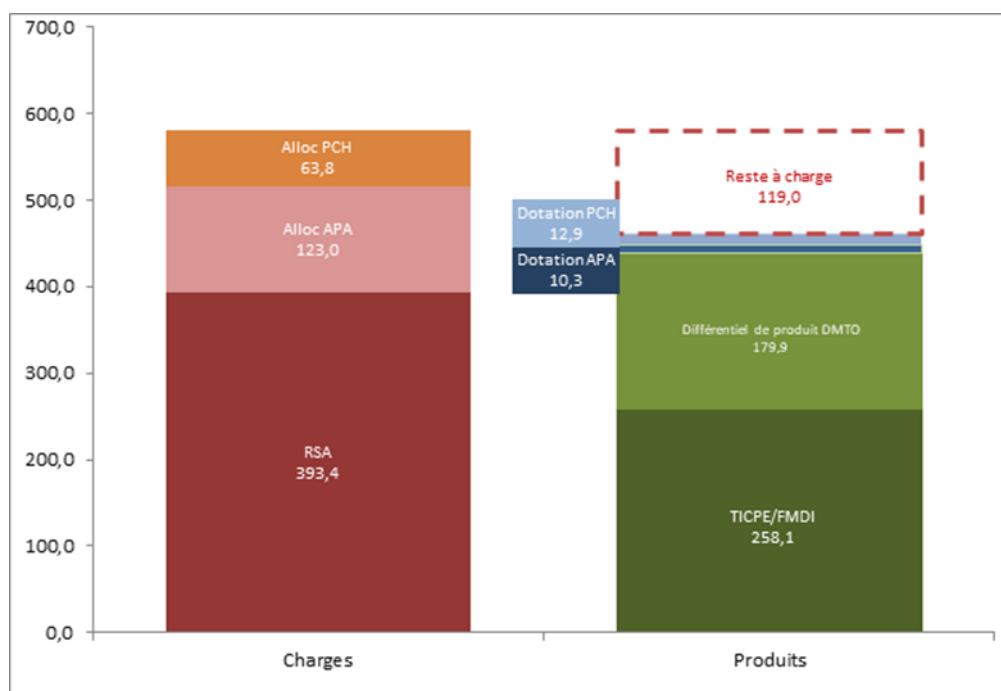 700,0
600,0
500,0
400,0
300,0
200,0
100,0
0,0
Alloc PCH
63,8
Alloc APA
123,0
RSA
393,4
Charges
Dotation PCH
12,9
Dotation APA
10,3
Reste à charge
119,0
Différentiel de produit DMTO
179,9
TICPE/FMDI
258,1
Produits